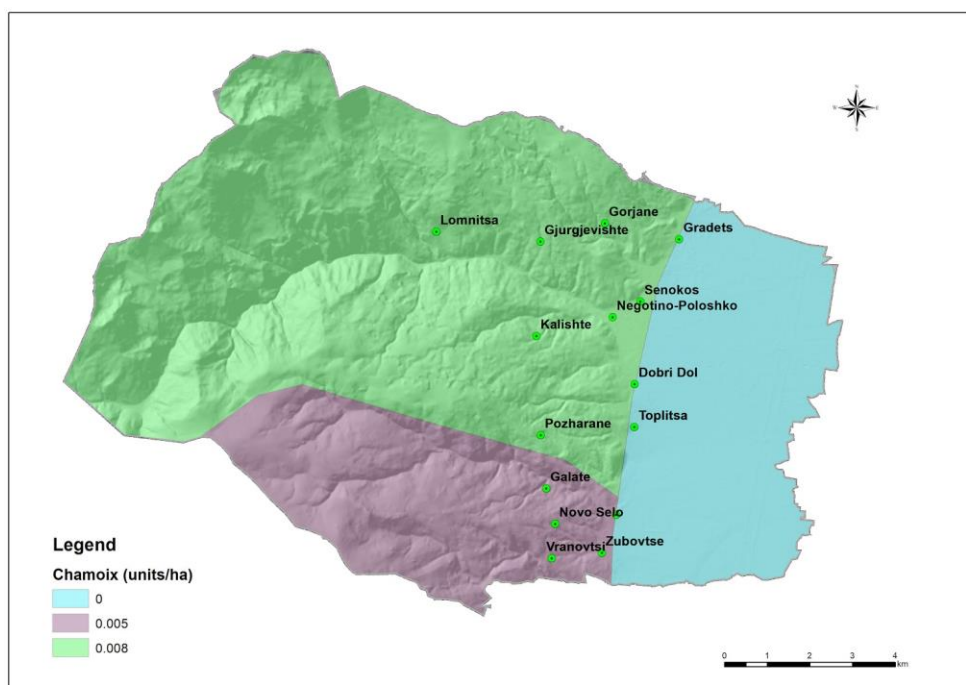 Gorjane
Lomnitsa
Gradets
Gjurgjevishte
Senokos
Negotino-Poloshko
Kalishte
Dobri Dol
Toplitsa
Pozharane
Galate
Novo Selo
Zubovtse
Vranovtsi
Legend
Chamoix (units/ha)
0
0.005
0.008
0 1 2 3 4
km